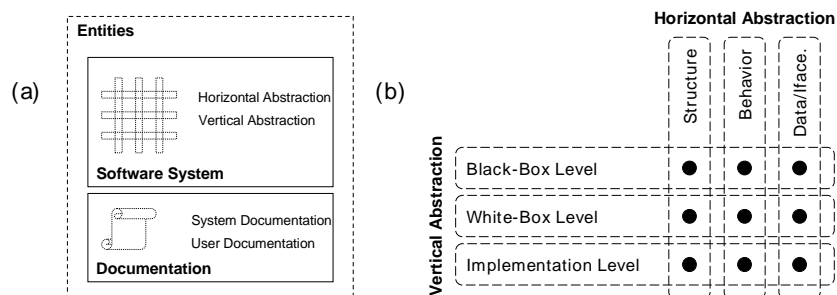 (a)
Entities
Horizontal Abstraction
Vertical Abstraction
Software System
System Documentation
User Documentation
Documentation
(b)
Horizontal Abstraction
Structure
Behavior
Data/Iface.
Vertical Abstraction
Black-Box Level
White-Box Level
Implementation Level